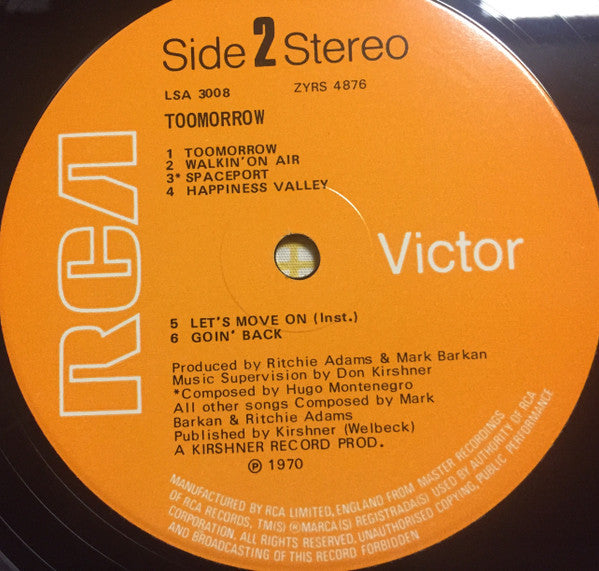 Side 2 Stereo
LSA 3008 ZYRS 4876
TOOMORROW
1 TOOMORROW
2 WALKIN' ON AIR
3* SPACEPORT
4 HAPPINESS VALLEY
RCA
Victor
5 LET'S MOVE ON (Inst.)
6 GOIN' BACK
Produced by Ritchie Adams & Mark Barkan
Music Supervision by Don Kirshner
*Composed by Hugo Montenegro
All other songs Composed by Mark
Barkan & Ritchie Adams
Published by Kirshner (Welbeck)
A KIRSHNER RECORD PROD.
℗ 1970
MANUFACTURED BY RCA LIMITED, ENGLAND FROM MASTER RECORDINGS
OF RCA RECORDS, TM(S) ® MARCA(S) REGISTRADA(S) USED BY AUTHORITY OF RCA
CORPORATION. ALL RIGHTS RESERVED, UNAUTHORISED COPYING, PUBLIC PERFORMANCE
AND BROADCASTING OF THIS RECORD FORBIDDEN